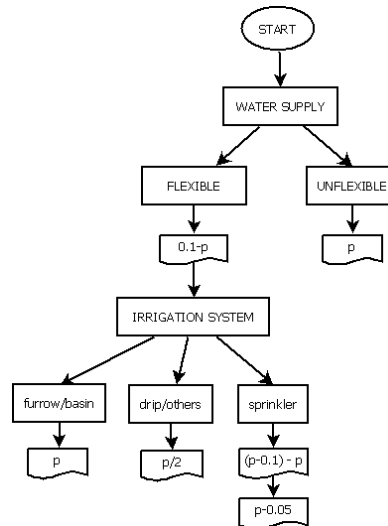 START
WATER SUPPLY
FLEXIBLE
UNFLEXIBLE
0.1-p
p
IRRIGATION SYSTEM
furrow/basin
drip/others
sprinkler
p
p/2
(p-0.1) - p
p-0.05